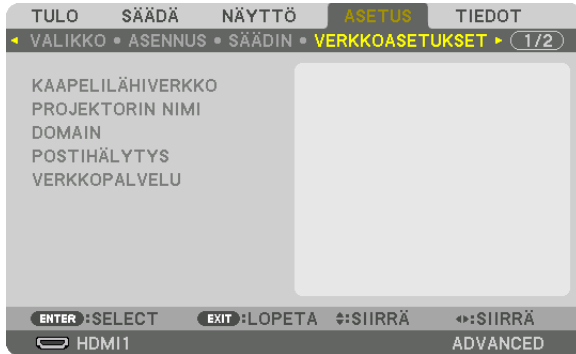 TULO SÄÄDÄ NÄYTTÖ ASETUS TIEDOT
VALIKKO • ASENNUS • SÄÄDIN • VERKKOASETUKSET 1/2
KAAPELILÄHIVERKKO
PROJEKTORIN NIMI
DOMAIN
POSTIHÄLYTYS
VERKKOPALVELU
ENTER :SELECT EXIT :LOPETA :SIIRRÄ :SIIRRÄ
HDMI1 ADVANCED